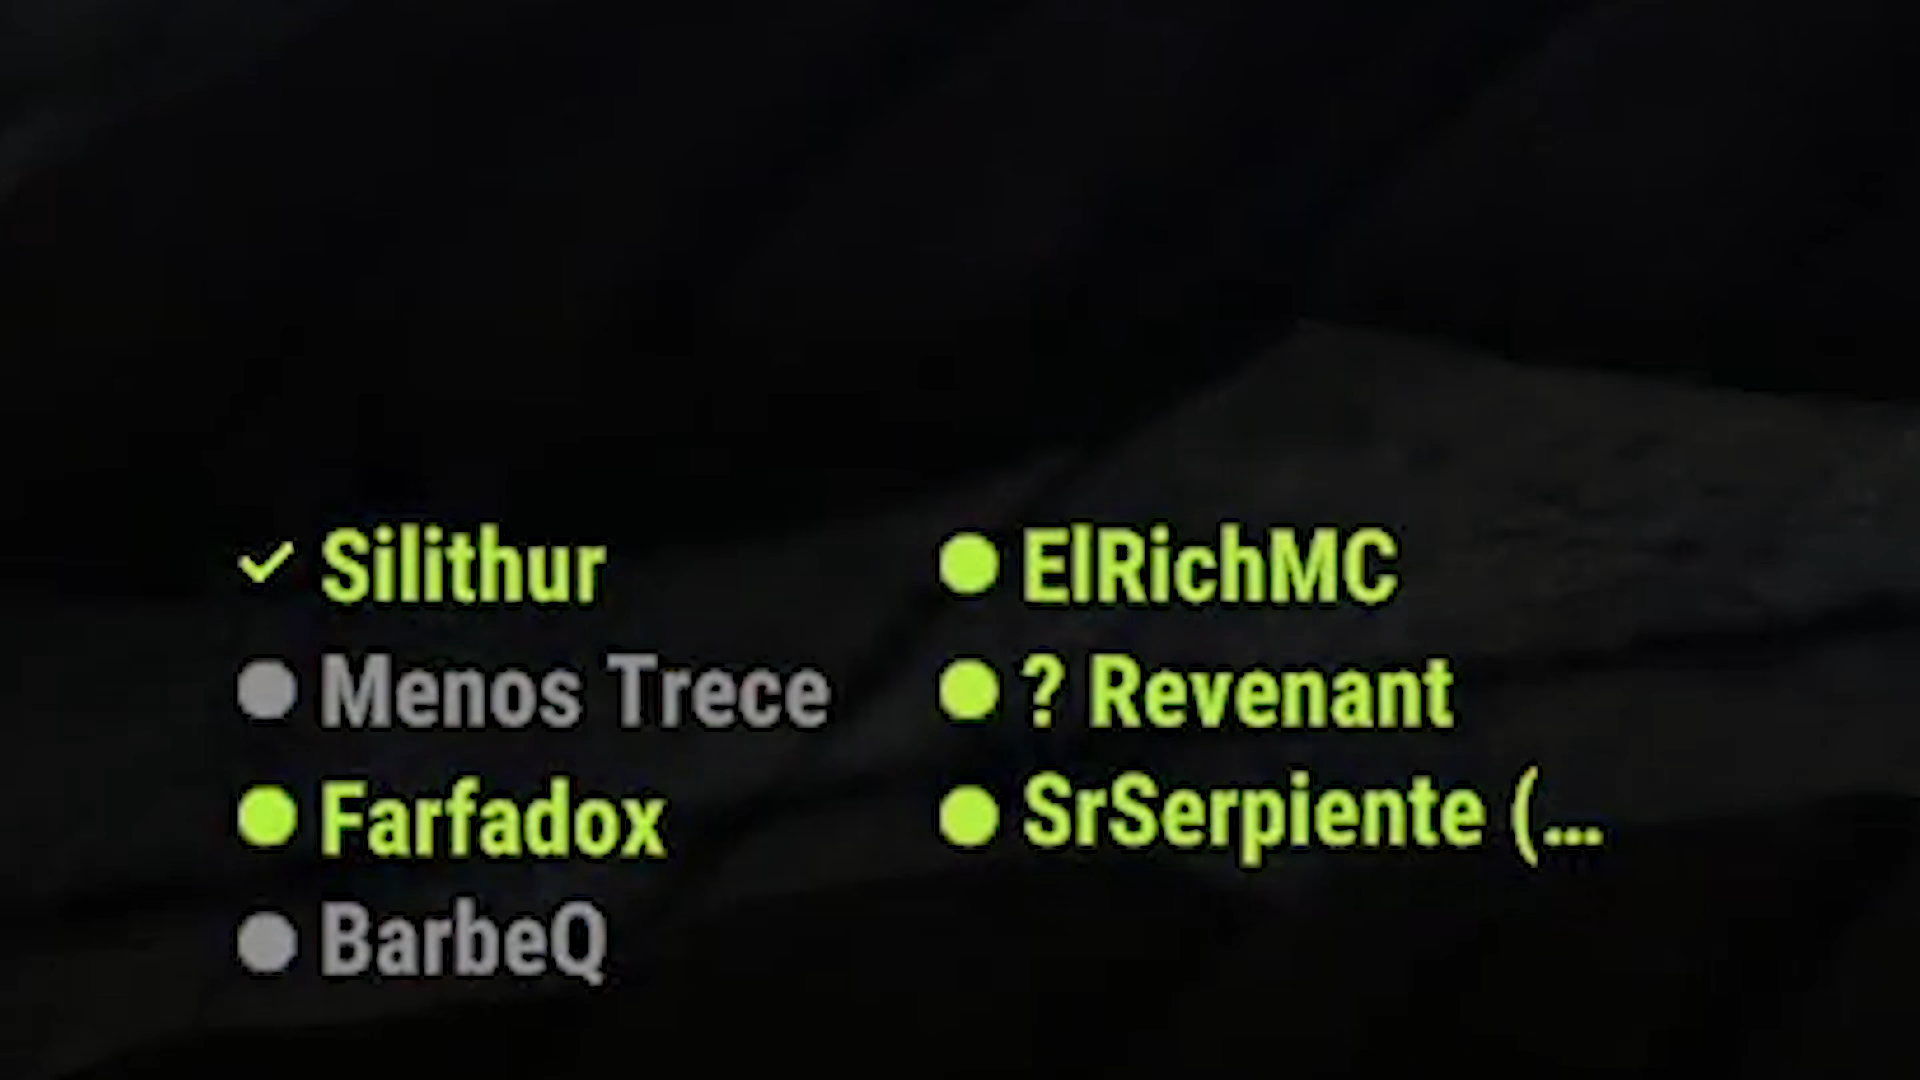 ✓ Silithur
Menos Trece
Farfadox
BarbeQ
ElRichMC
? Revenant
SrSerpiente (...